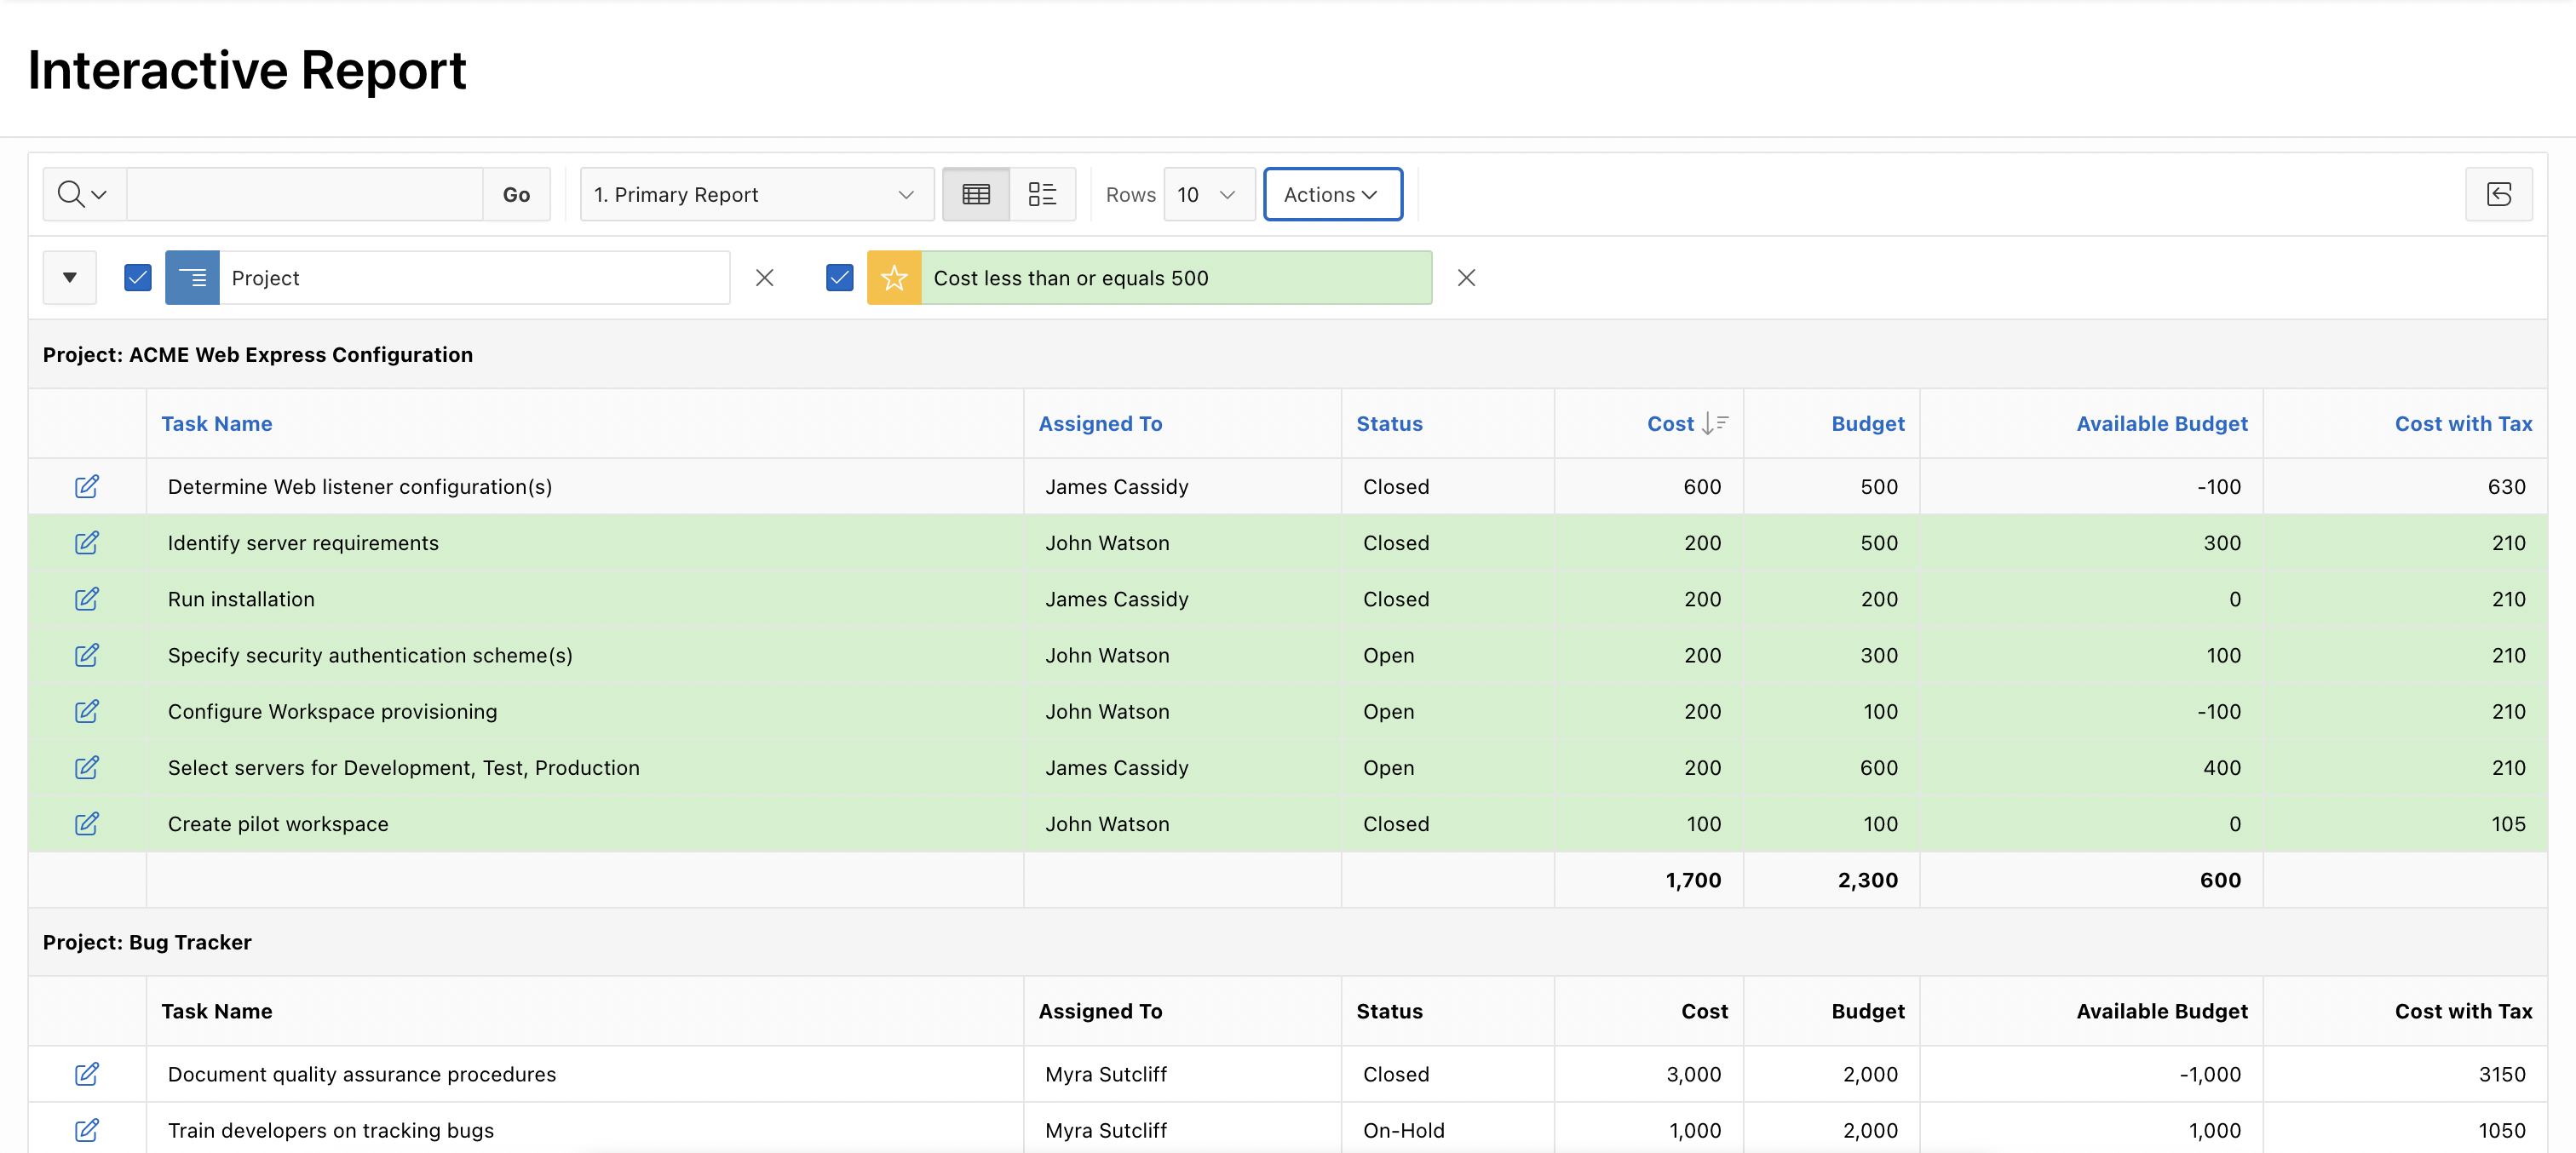 Interactive Report
Go 1. Primary Report Rows 10 Actions
Project Cost less than or equals 500
Project: ACME Web Express Configuration
Task Name Assigned To Status Cost Budget Available Budget Cost with Tax
Determine Web listener configuration(s) James Cassidy Closed 600 500 -100 630
Identify server requirements John Watson Closed 200 500 300 210
Run installation James Cassidy Closed 200 200 0 210
Specify security authentication scheme(s) John Watson Open 200 300 100 210
Configure Workspace provisioning John Watson Open 200 100 -100 210
Select servers for Development, Test, Production James Cassidy Open 200 600 400 210
Create pilot workspace John Watson Closed 100 100 0 105
1,700 2,300 600
Project: Bug Tracker
Task Name Assigned To Status Cost Budget Available Budget Cost with Tax
Document quality assurance procedures Myra Sutcliff Closed 3,000 2,000 -1,000 3150
Train developers on tracking bugs Myra Sutcliff On-Hold 1,000 2,000 1,000 1050